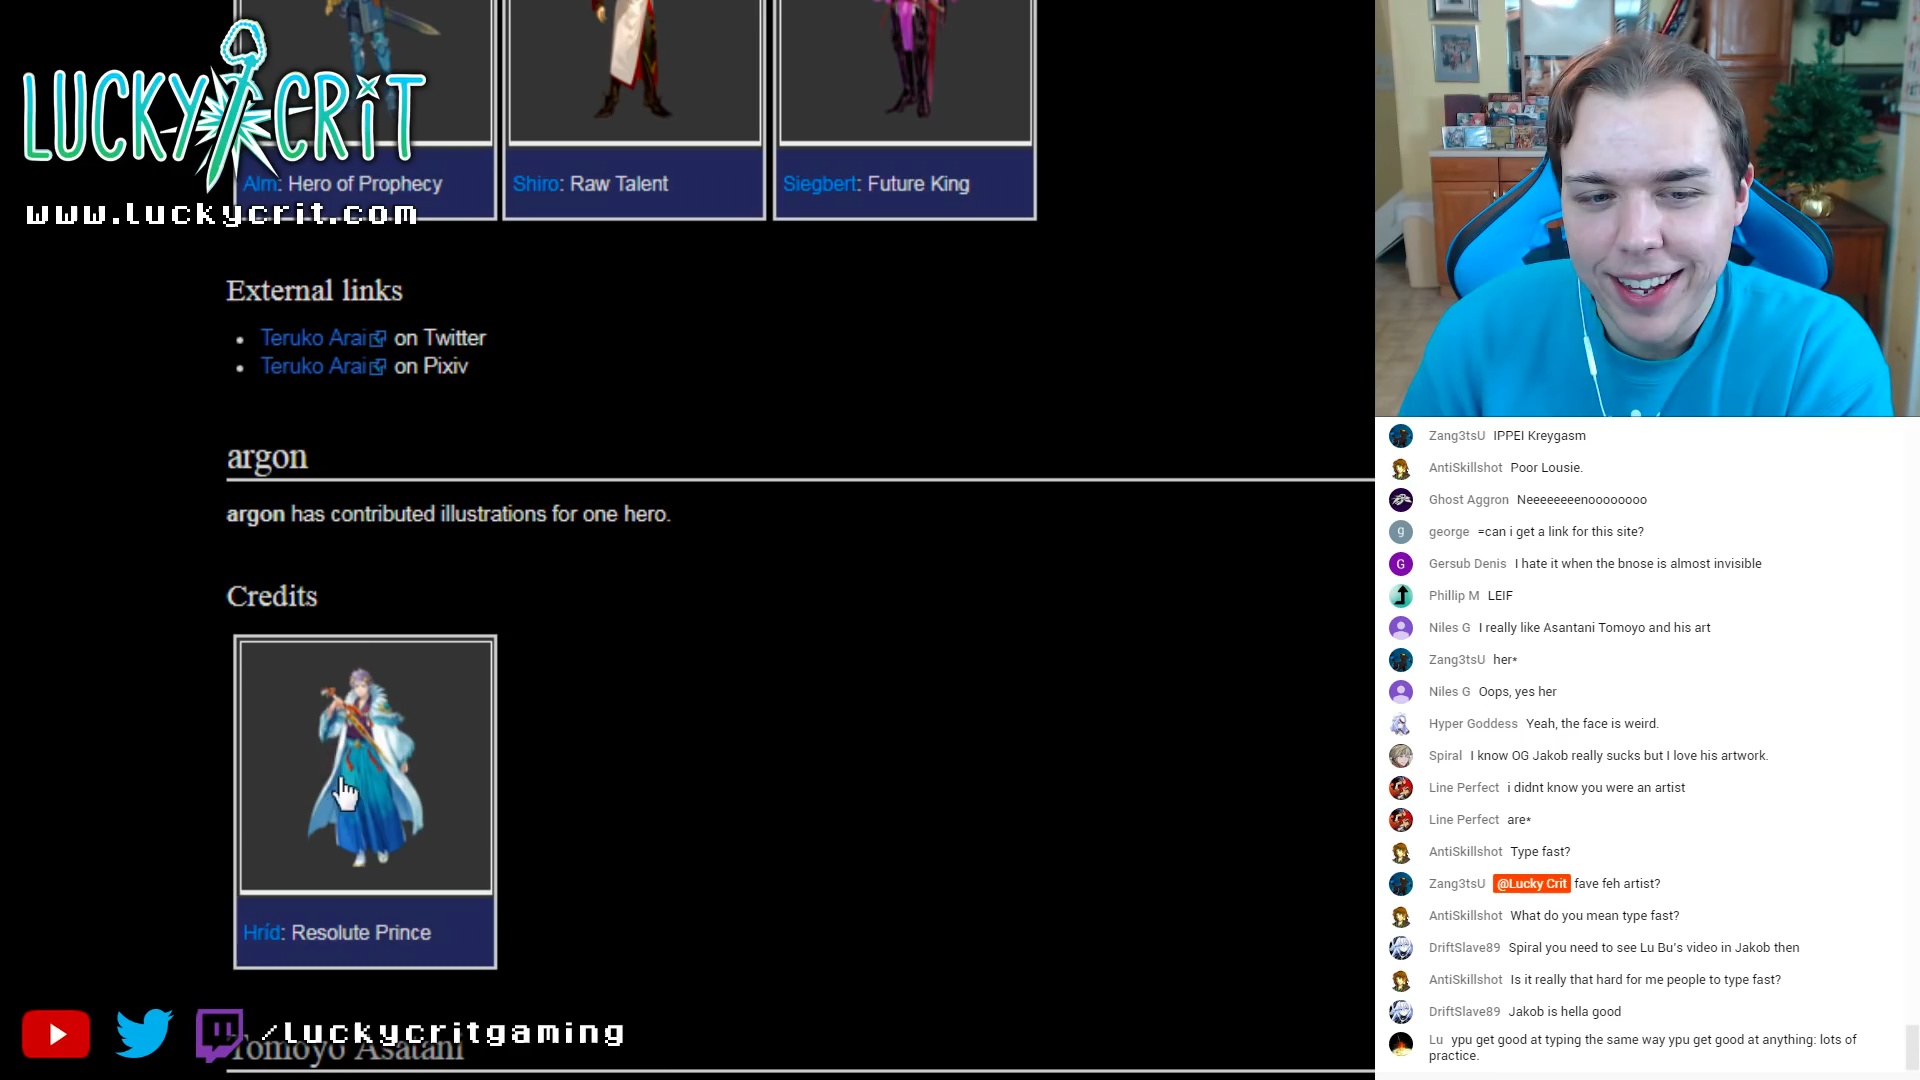 LUCKY CRIT
www.luckycrit.com
Alm: Hero of Prophecy
Shiro: Raw Talent
Siegbert: Future King
External links
Teruko Arai on Twitter
Teruko Arai on Pixiv
argon
argon has contributed illustrations for one hero.
Credits
Hríd: Resolute Prince
/luckycritgaming
Tomoyo Asatani
Zang3tsU IPPEI Kreygasm
AntiSkillshot Poor Lousie.
Ghost Aggron Neeeeeeeenoooooooo
g george =can i get a link for this site?
G Gersub Denis I hate it when the bnose is almost invisible
Phillip M LEIF
Niles G I really like Asantani Tomoyo and his art
Zang3tsU her*
Niles G Oops, yes her
Hyper Goddess Yeah, the face is weird.
Spiral I know OG Jakob really sucks but I love his artwork.
Line Perfect i didnt know you were an artist
Line Perfect are*
AntiSkillshot Type fast?
Zang3tsU @Lucky Crit fave feh artist?
AntiSkillshot What do you mean type fast?
DriftSlave89 Spiral you need to see Lu Bu's video in Jakob then
AntiSkillshot Is it really that hard for me people to type fast?
DriftSlave89 Jakob is hella good
Lu ypu get good at typing the same way ypu get good at anything: lots of
practice.